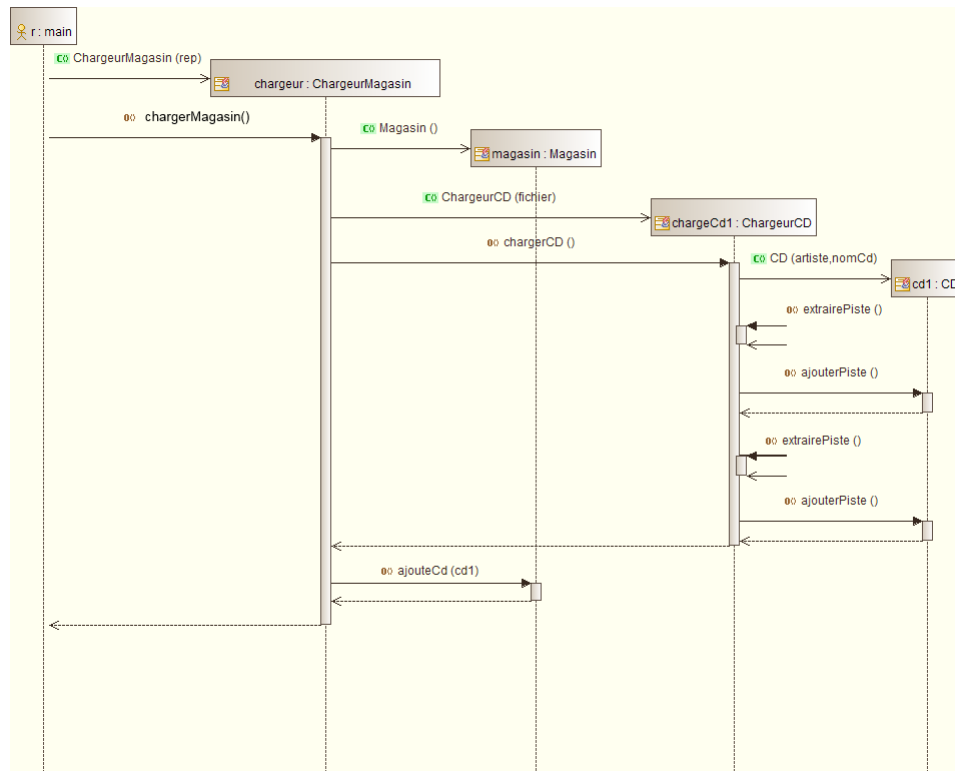 r : main
C() ChargeurMagasin (rep)
chargeur : ChargeurMagasin
O() chargerMagasin()
C() Magasin ()
magasin : Magasin
C() ChargeurCD (fichier)
chargeCd1 : ChargeurCD
O() chargerCD ()
C() CD (artiste,nomCd)
cd1 : CD
O() extrairePiste ()
O() ajouterPiste ()
O() extrairePiste ()
O() ajouterPiste ()
O() ajouteCd (cd1)